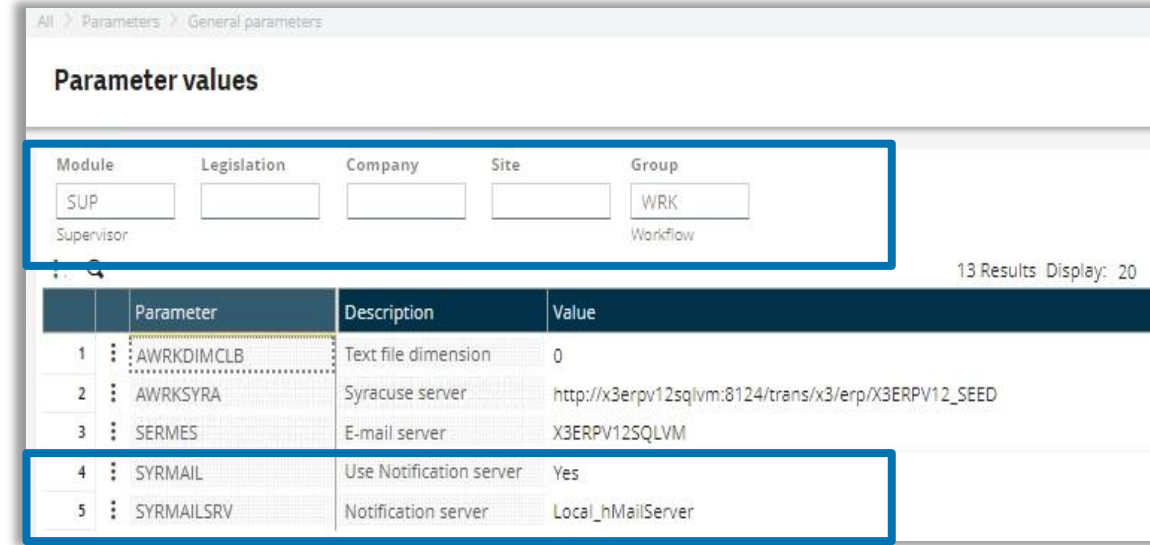 All > Parameters > General parameters
Parameter values
Module Legislation Company Site Group
SUP WRK
Supervisor Workflow
13 Results Display: 20
Parameter Description Value
1 AWRKDIMCLB Text file dimension 0
2 AWRKSYRA Syracuse server http://x3erpv12sqlvm:8124/trans/x3/erp/X3ERPV12_SEED
3 SERMES E-mail server X3ERPV12SQLVM
4 SYRMAIL Use Notification server Yes
5 SYRMAILSRV Notification server Local_hMailServer